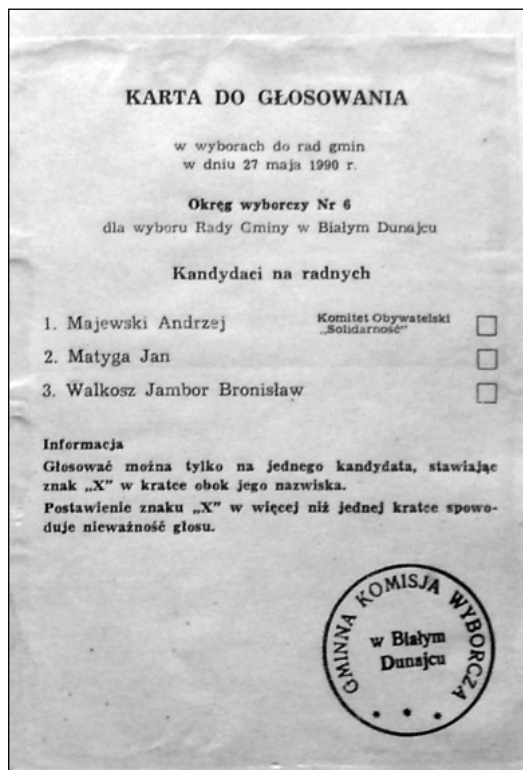 KARTA DO GŁOSOWANIA
w wyborach do rad gmin
w dniu 27 maja 1990 r.
Okręg wyborczy Nr 6
dla wyboru Rady Gminy w Białym Dunajcu
Kandydaci na radnych
1. Majewski Andrzej Komitet Obywatelski
„Solidarność”
2. Matyga Jan
3. Walkosz Jambor Bronisław
Informacja
Głosować można tylko na jednego kandydata, stawiając
znak „X” w kratce obok jego nazwiska.
Postawienie znaku „X” w więcej niż jednej kratce spowo-
duje nieważność głosu.
GMINNA KOMISJA WYBORCZA
w Białym
Dunajcu